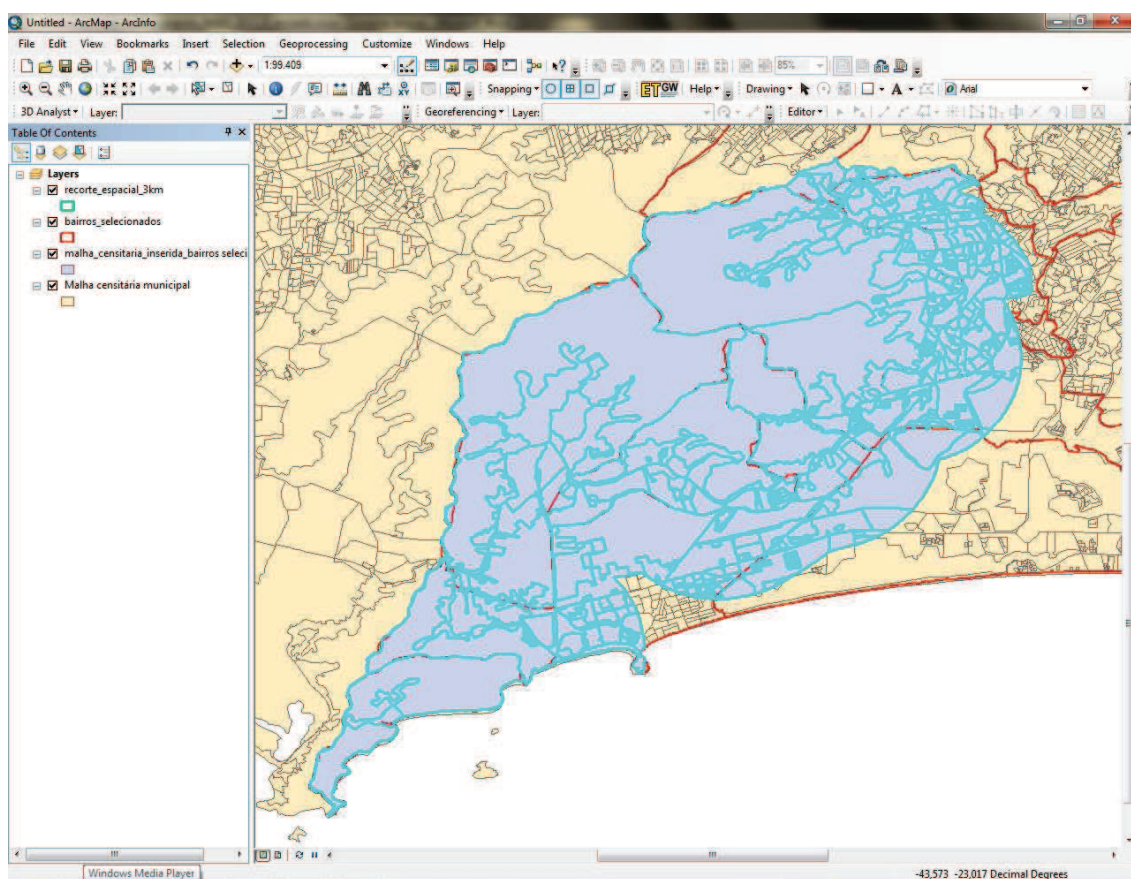 Untitled - ArcMap - ArcInfo
File Edit View Bookmarks Insert Selection Geoprocessing Customize Windows Help
1:99.409 85%
Snapping ET GW Help Drawing A Arial
3D Analyst Layer: Georeferencing Layer: Editor
Table Of Contents
Layers
recorte_espacial_3km
bairros_selecionados
malha_censitaria_inserida_bairros seleci
Malha censitária municipal
Windows Media Player
-43,573 -23,017 Decimal Degrees